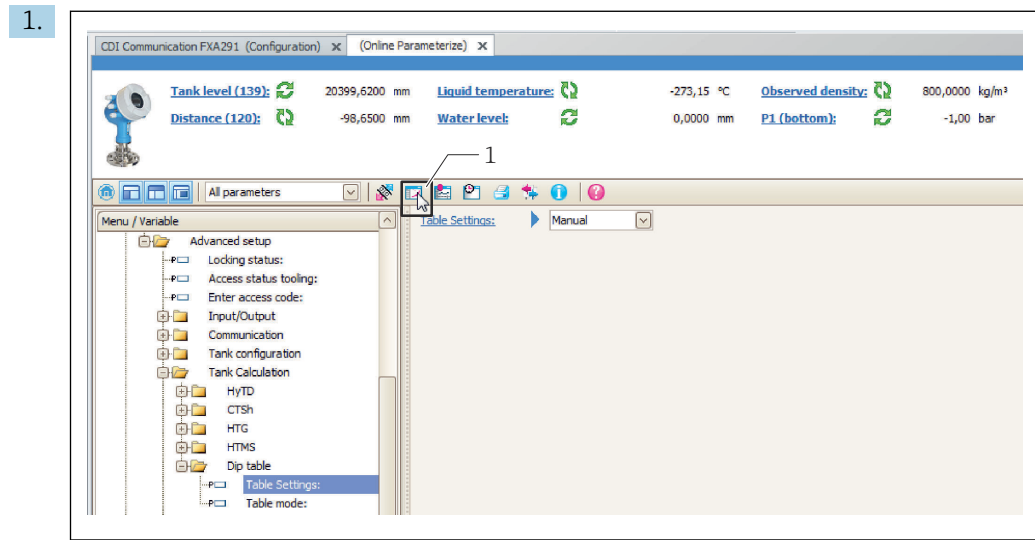 1.
CDI Communication FXA291 (Configuration) x (Online Parameterize) x
Tank level (139): 20399,6200 mm Liquid temperature: -273,15 °C Observed density: 800,0000 kg/m³
Distance (120): -98,6500 mm Water level: 0,0000 mm P1 (bottom): -1,00 bar
1
All parameters
Menu / Variable
Table Settings: Manual
Advanced setup
Locking status:
Access status tooling:
Enter access code:
Input/Output
Communication
Tank configuration
Tank Calculation
HyTD
CTSh
HTG
HTMS
Dip table
Table Settings:
Table mode: